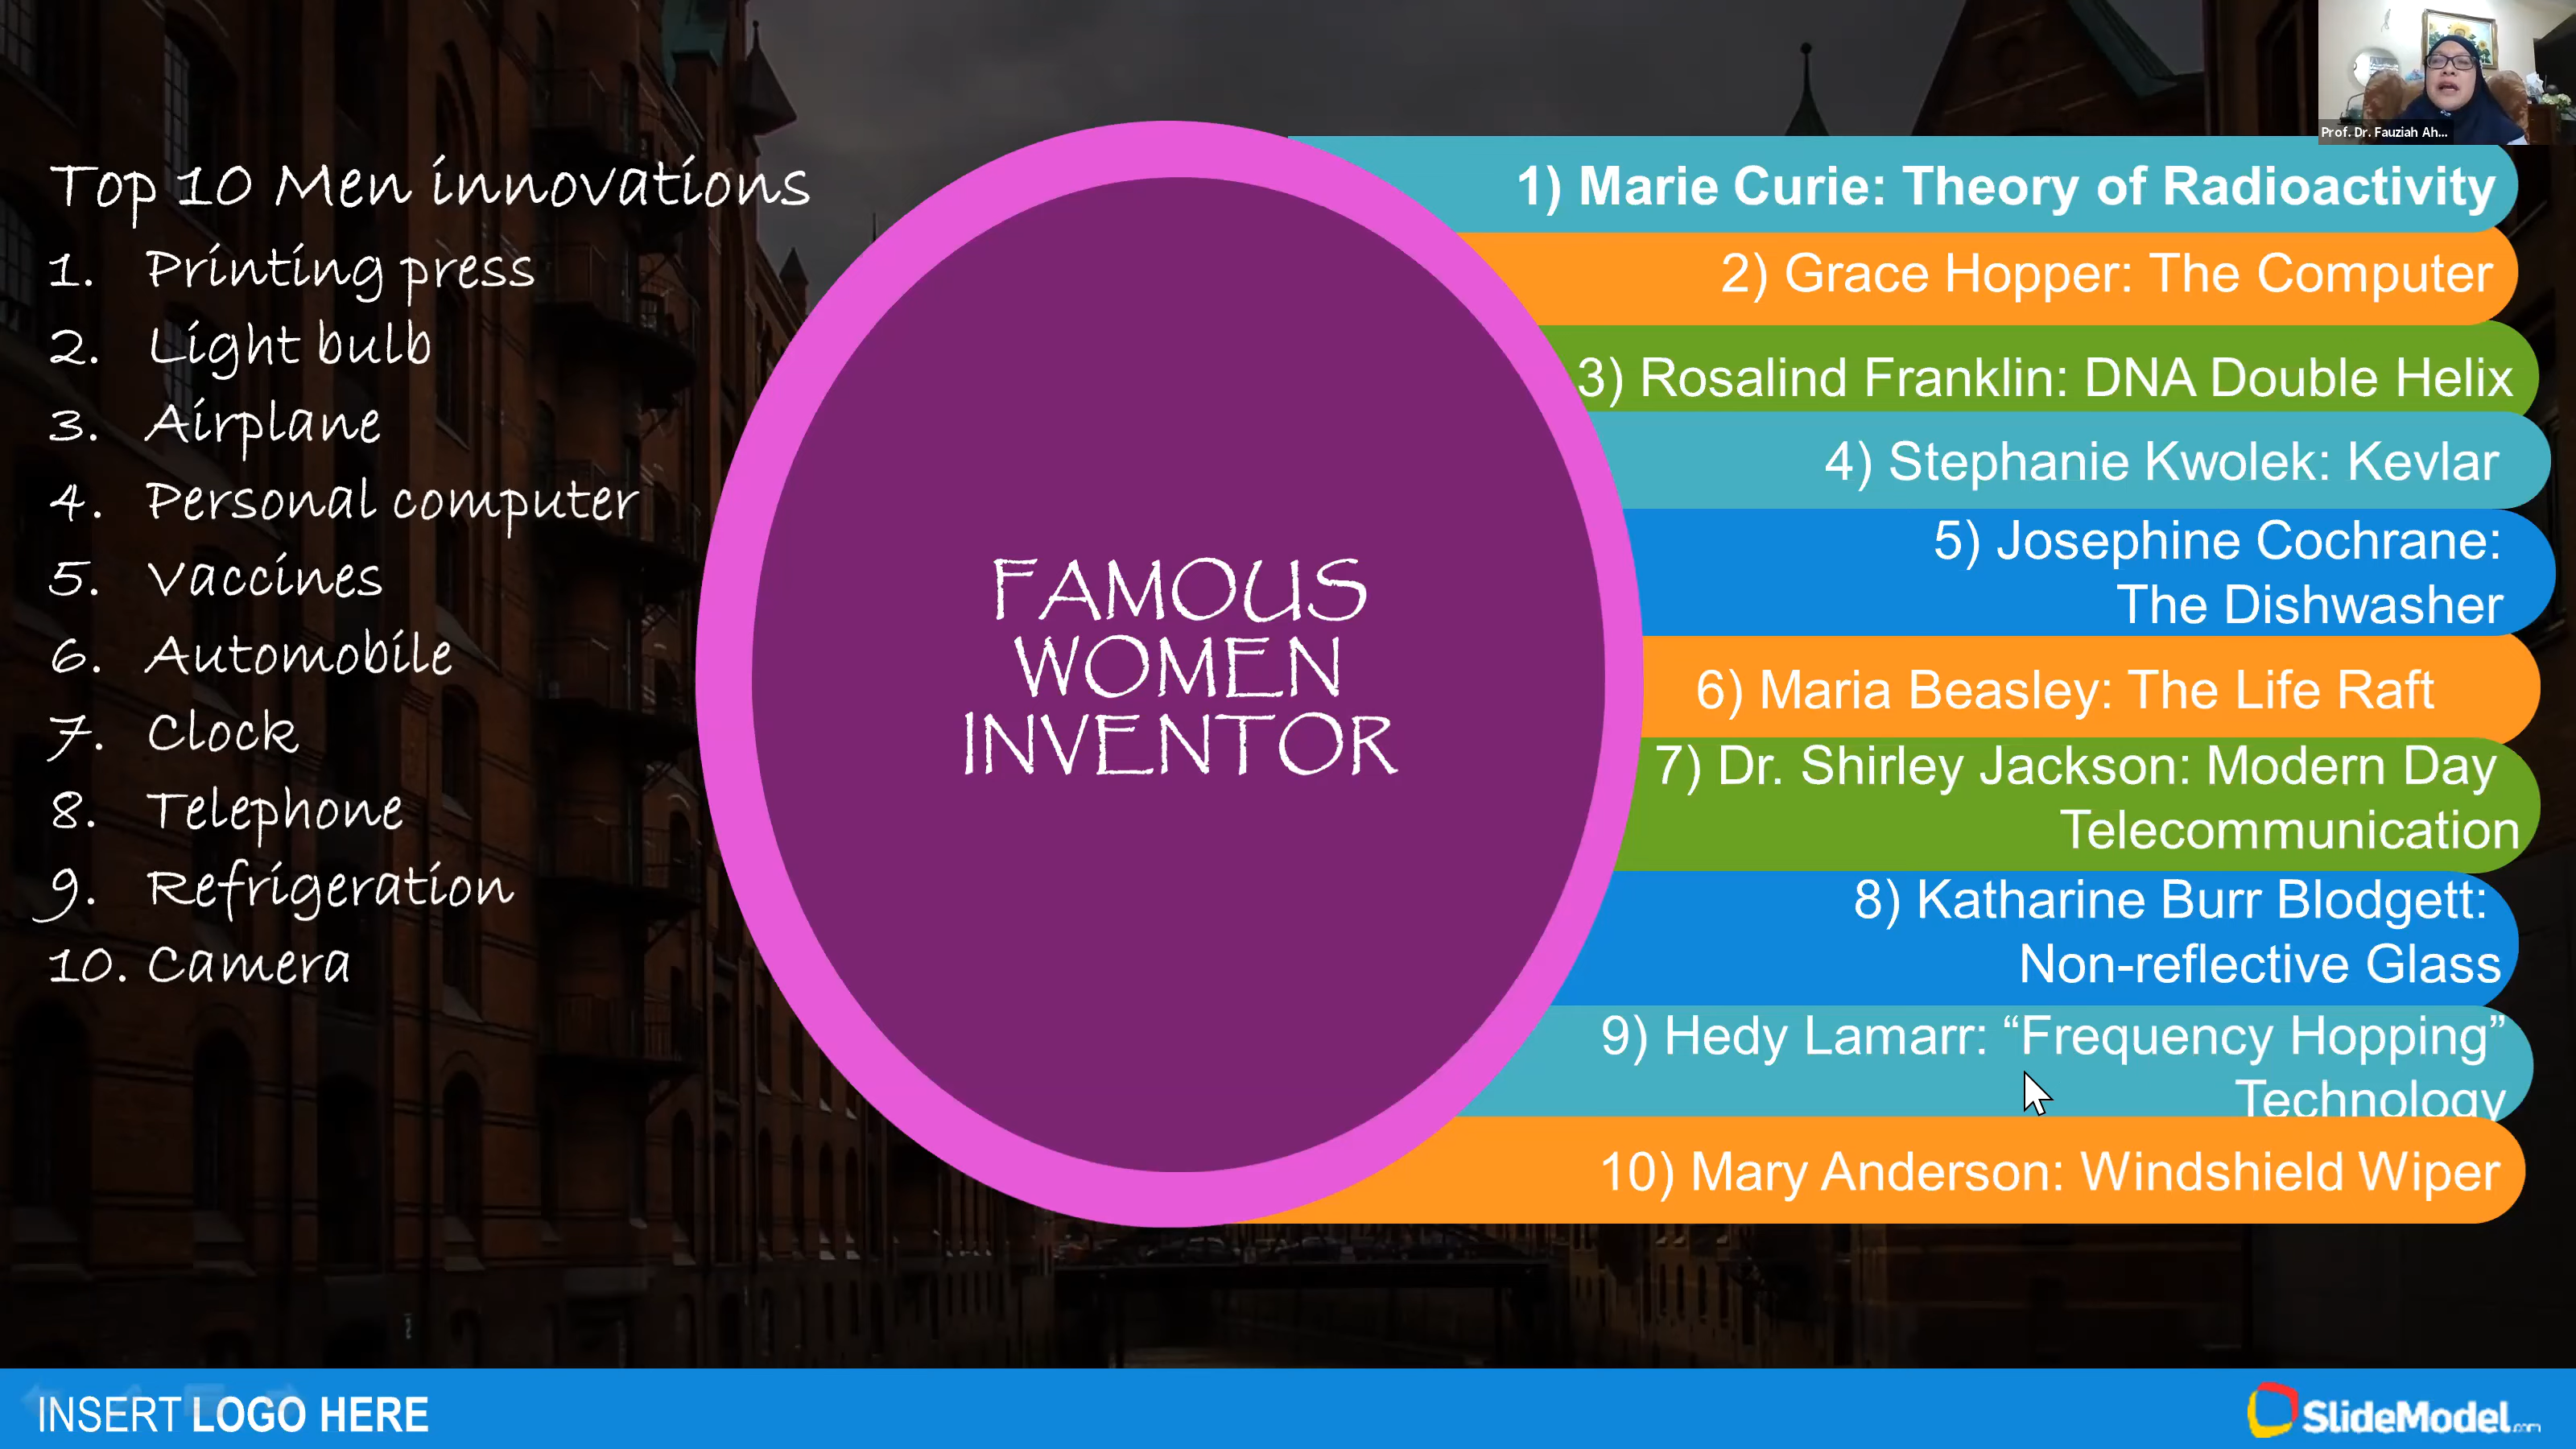 Top 10 Men innovations
1. Printing press
2. Light bulb
3. Airplane
4. Personal computer
5. Vaccines
6. Automobile
7. Clock
8. Telephone
9. Refrigeration
10. Camera
FAMOUS
WOMEN
INVENTOR
1) Marie Curie: Theory of Radioactivity
2) Grace Hopper: The Computer
3) Rosalind Franklin: DNA Double Helix
4) Stephanie Kwolek: Kevlar
5) Josephine Cochrane:
The Dishwasher
6) Maria Beasley: The Life Raft
7) Dr. Shirley Jackson: Modern Day
Telecommunication
8) Katharine Burr Blodgett:
Non-reflective Glass
9) Hedy Lamarr: “Frequency Hopping”
Technology
10) Mary Anderson: Windshield Wiper
Prof. Dr. Fauziah Ah...
INSERT LOGO HERE
SlideModel.com